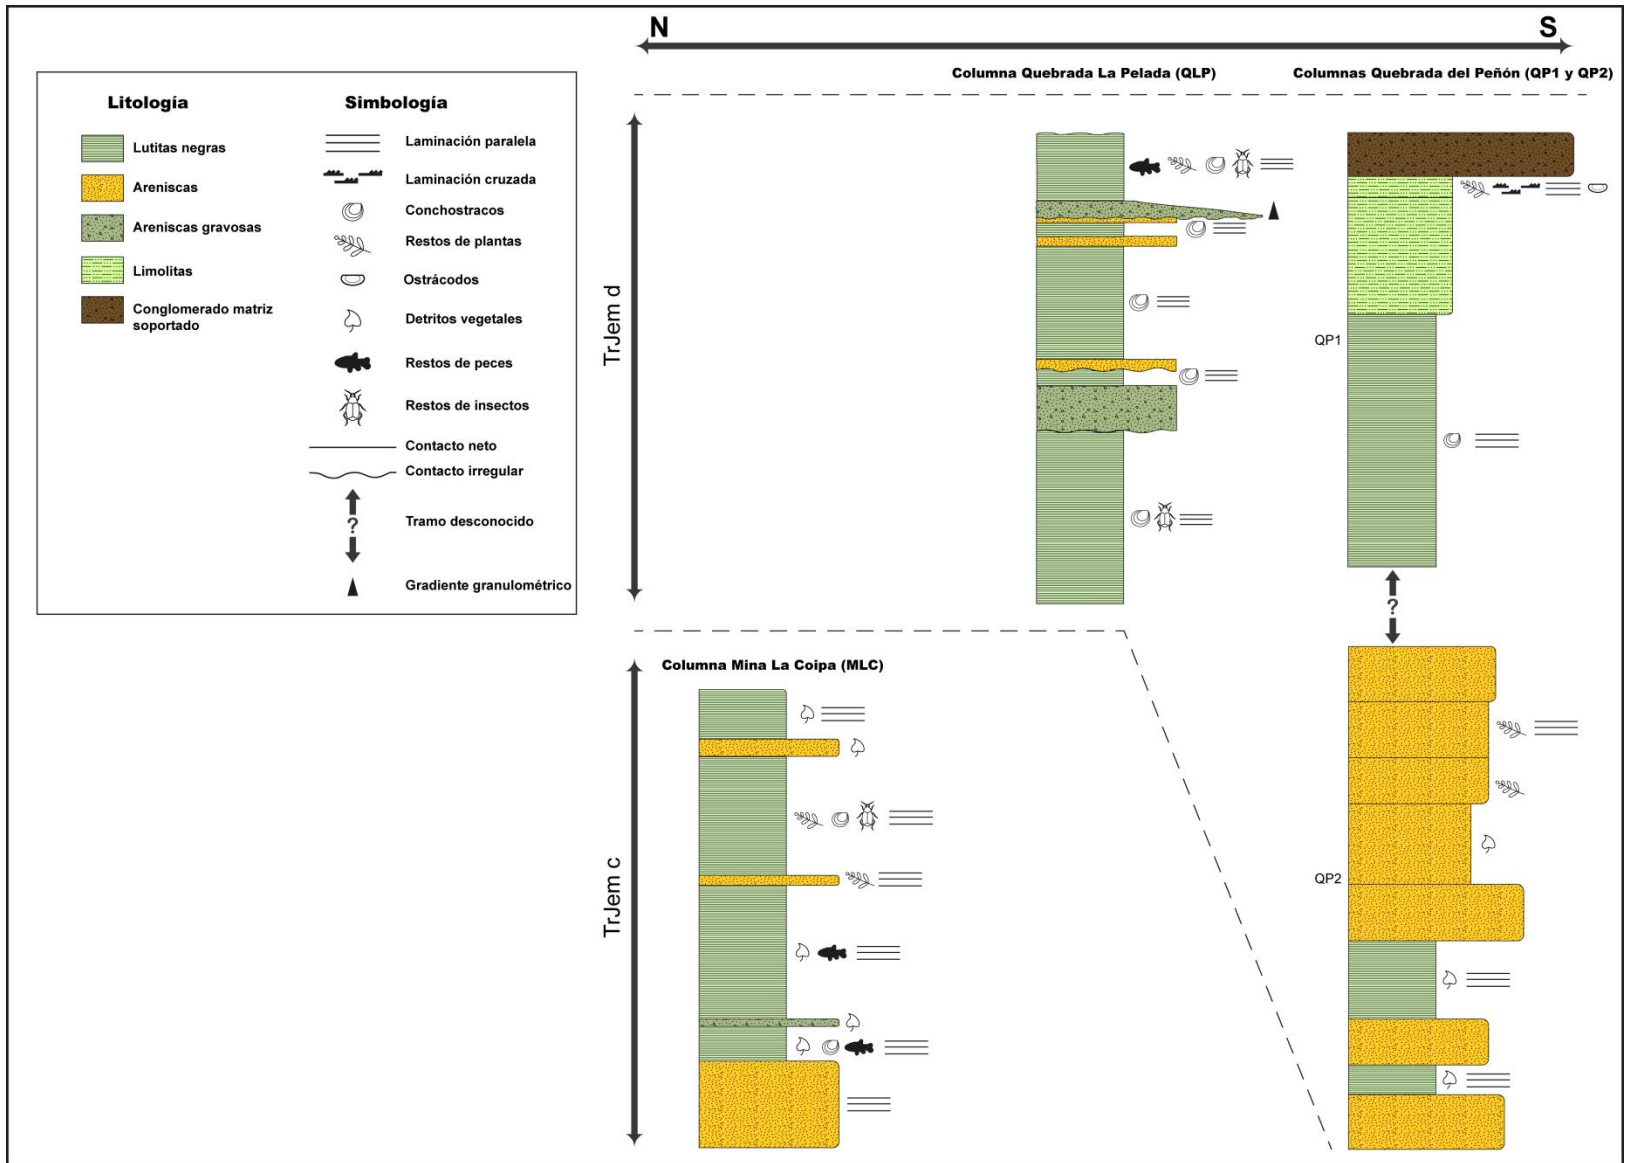 N
S
Columna Quebrada La Pelada (QLP)
Columnas Quebrada del Peñón (QP1 y QP2)
Litología
Simbología
Lutitas negras
Areniscas
Areniscas gravosas
Limolitas
Conglomerado matriz
soportado
Laminación paralela
Laminación cruzada
Conchostracos
Restos de plantas
Ostrácodos
Detritos vegetales
Restos de peces
Restos de insectos
Contacto neto
Contacto irregular
?
Tramo desconocido
Gradiente granulométrico
TrJem d
QP1
?
Columna Mina La Coipa (MLC)
TrJem c
QP2